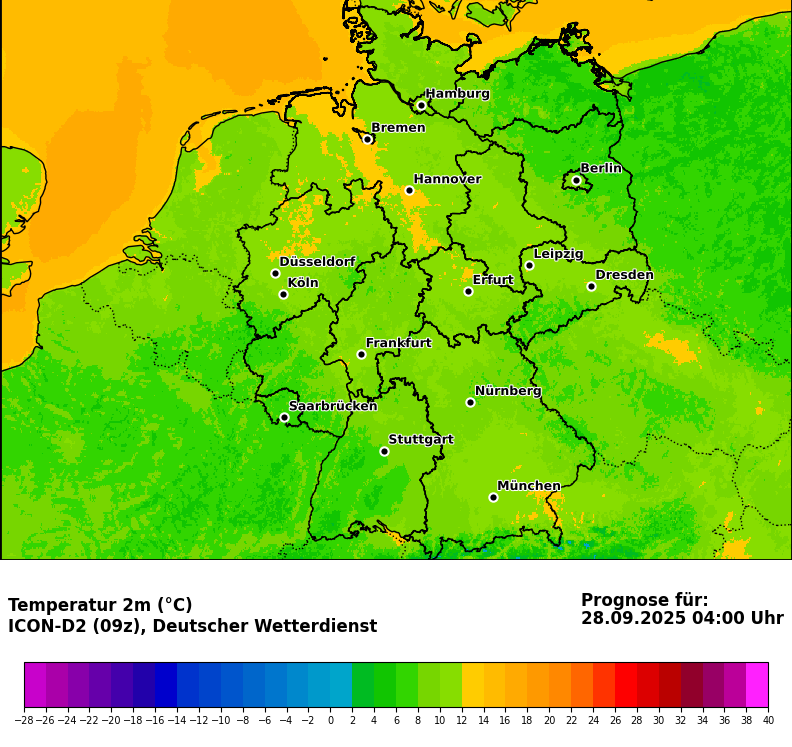 Hamburg
Bremen
Berlin
Hannover
Leipzig
Düsseldorf
Dresden
Erfurt
Köln
Frankfurt
Nürnberg
Saarbrücken
Stuttgart
München
Temperatur 2m (°C)
ICON-D2 (09z), Deutscher Wetterdienst
Prognose für:
28.09.2025 04:00 Uhr
−28 −26 −24 −22 −20 −18 −16 −14 −12 −10 −8 −6 −4 −2 0 2 4 6 8 10 12 14 16 18 20 22 24 26 28 30 32 34 36 38 40